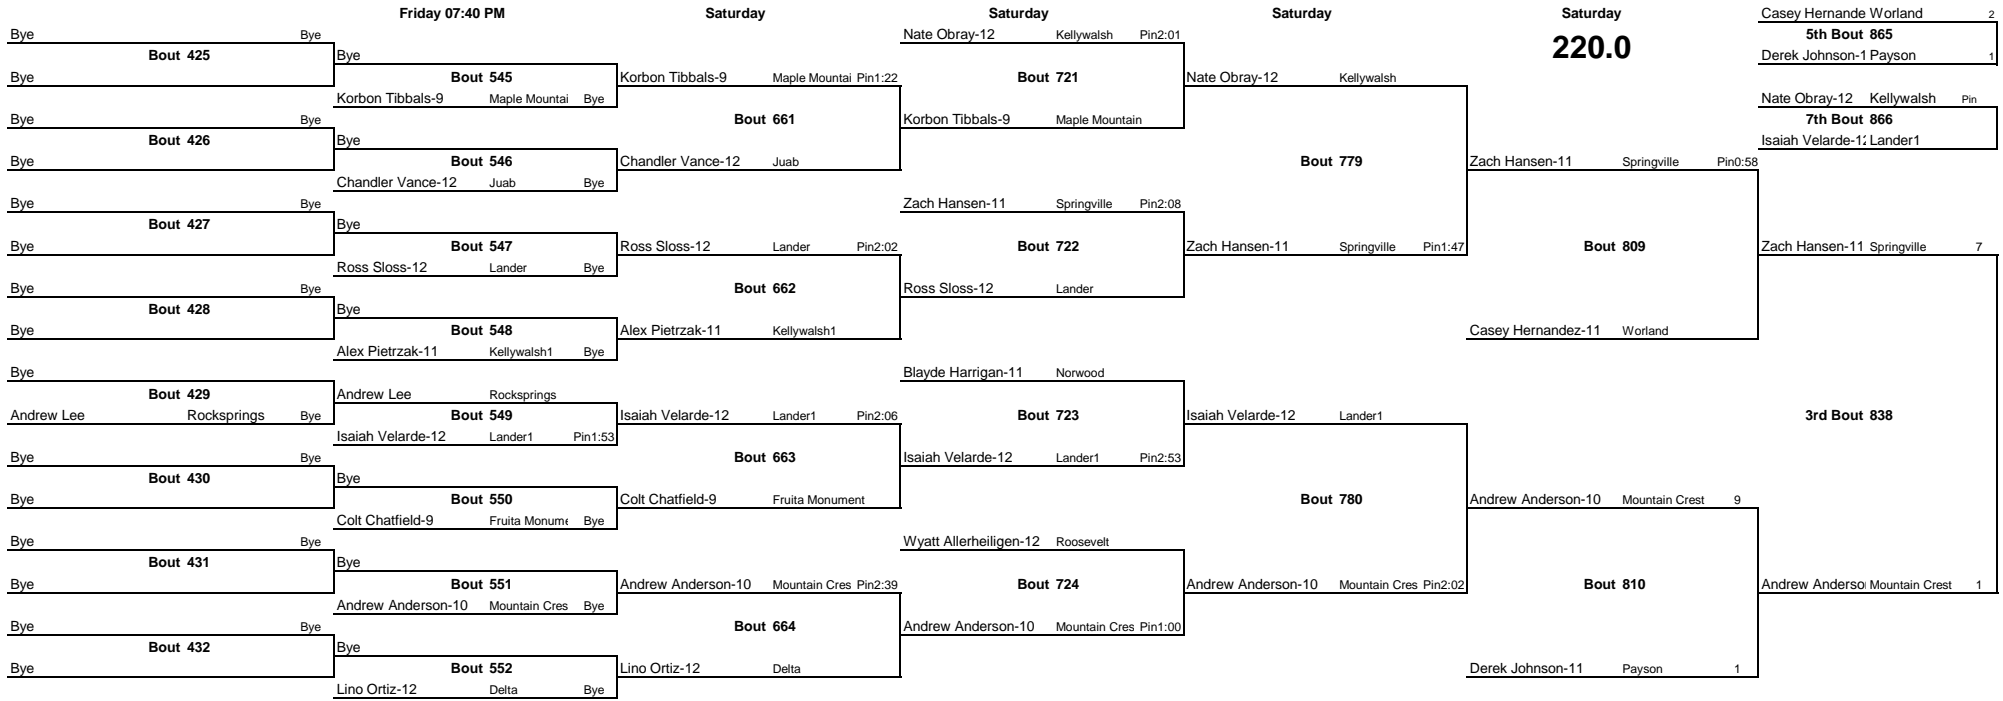 Friday 07:40 PM Saturday Saturday Saturday Saturday Casey Hernande Worland 2
Bye Bye Nate Obray-12 Kellywalsh Pin2:01 220.0 5th Bout 865
Bout 425 Bye Derek Johnson-1 Payson 1
Bye Bout 545 Korbon Tibbals-9 Maple Mountai Pin1:22 Bout 721 Nate Obray-12 Kellywalsh
Korbon Tibbals-9 Maple Mountai Bye Nate Obray-12 Kellywalsh Pin
Bye Bye Bout 661 Korbon Tibbals-9 Maple Mountain 7th Bout 866
Bout 426 Bye Isaiah Velarde-12 Lander1
Bye Bout 546 Chandler Vance-12 Juab Bout 779 Zach Hansen-11 Springville Pin0:58
Chandler Vance-12 Juab Bye
Bye Bye Zach Hansen-11 Springville Pin2:08
Bout 427 Bye
Bye Bout 547 Ross Sloss-12 Lander Pin2:02 Bout 722 Zach Hansen-11 Springville Pin1:47 Bout 809 Zach Hansen-11 Springville 7
Ross Sloss-12 Lander Bye
Bye Bye Bout 662 Ross Sloss-12 Lander
Bout 428 Bye
Bye Bout 548 Alex Pietrzak-11 Kellywalsh1 Casey Hernandez-11 Worland
Alex Pietrzak-11 Kellywalsh1 Bye
Bye Blayde Harrigan-11 Norwood
Bout 429 Andrew Lee Rocksprings
Andrew Lee Rocksprings Bye Bout 549 Isaiah Velarde-12 Lander1 Pin2:06 Bout 723 Isaiah Velarde-12 Lander1 3rd Bout 838
Isaiah Velarde-12 Lander1 Pin1:53
Bye Bye Bout 663 Isaiah Velarde-12 Lander1 Pin2:53
Bout 430 Bye
Bye Bout 550 Colt Chatfield-9 Fruita Monument Bout 780 Andrew Anderson-10 Mountain Crest 9
Colt Chatfield-9 Fruita Monume Bye
Bye Bye Wyatt Allerheiligen-12 Roosevelt
Bout 431 Bye
Bye Bout 551 Andrew Anderson-10 Mountain Cres Pin2:39 Bout 724 Andrew Anderson-10 Mountain Cres Pin2:02 Bout 810 Andrew Anderso Mountain Crest 1
Andrew Anderson-10 Mountain Cres Bye
Bye Bye Bout 664 Andrew Anderson-10 Mountain Cres Pin1:00
Bout 432 Bye
Bye Bout 552 Lino Ortiz-12 Delta Derek Johnson-11 Payson 1
Lino Ortiz-12 Delta Bye